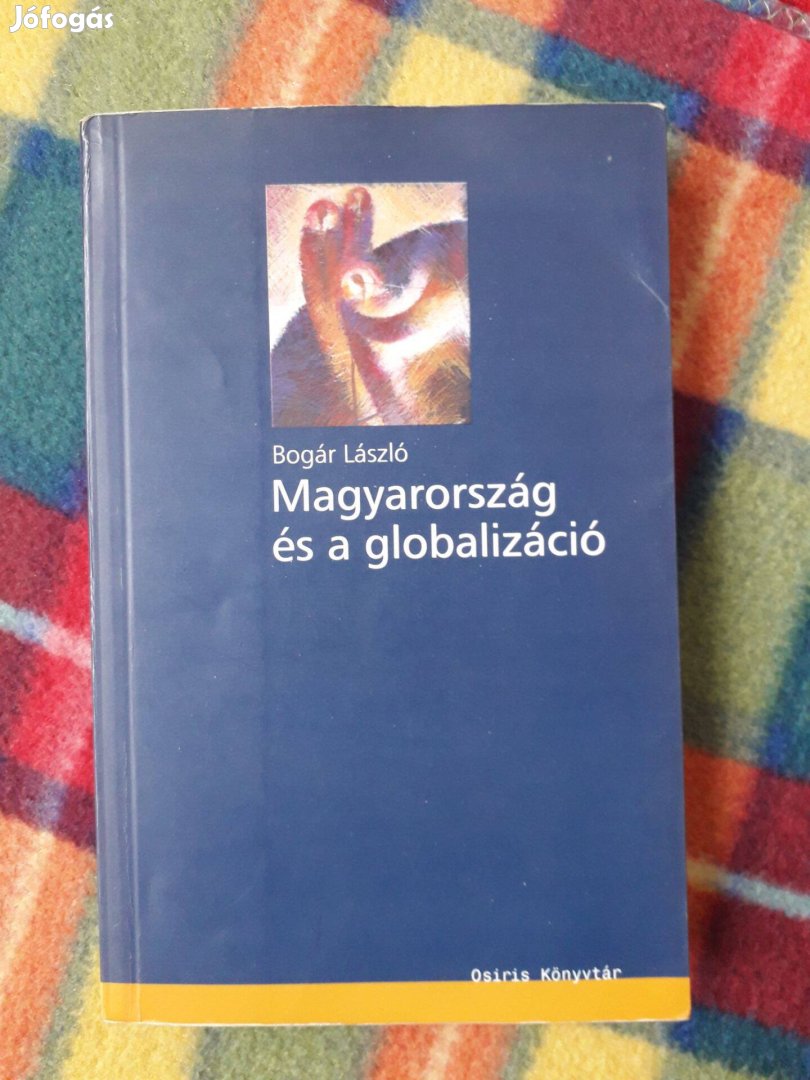 Jófogás
Bogár László
Magyarország
és a globalizáció
Osiris Könyvtár